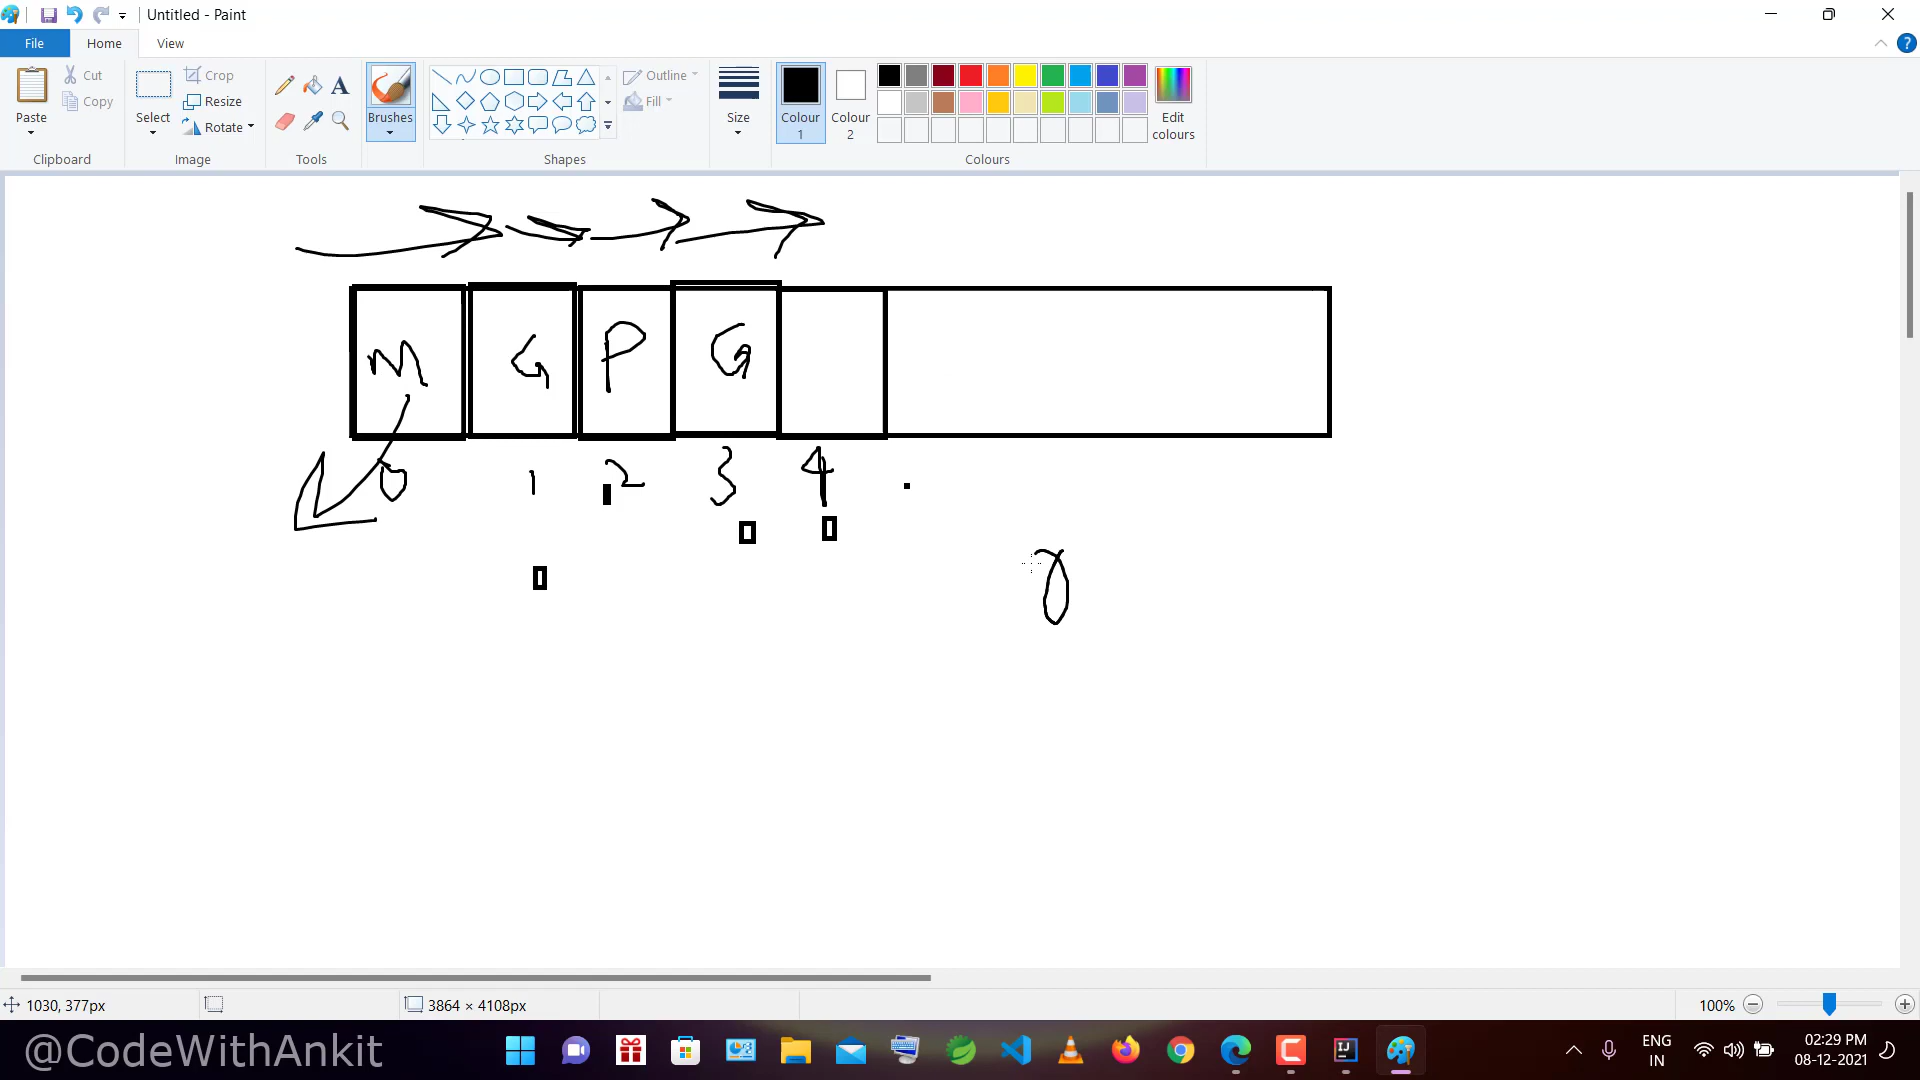 Untitled - Paint
File Home View
Paste Cut Copy Select Crop Resize Rotate Brushes Outline Fill Size Colour 1 Colour 2 Edit colours
Clipboard Image Tools Shapes Colours
M G P G
0 1 2 3 4
1030, 377px 3864 × 4108px 100%
@CodeWithAnkit ENG IN 02:29 PM 08-12-2021